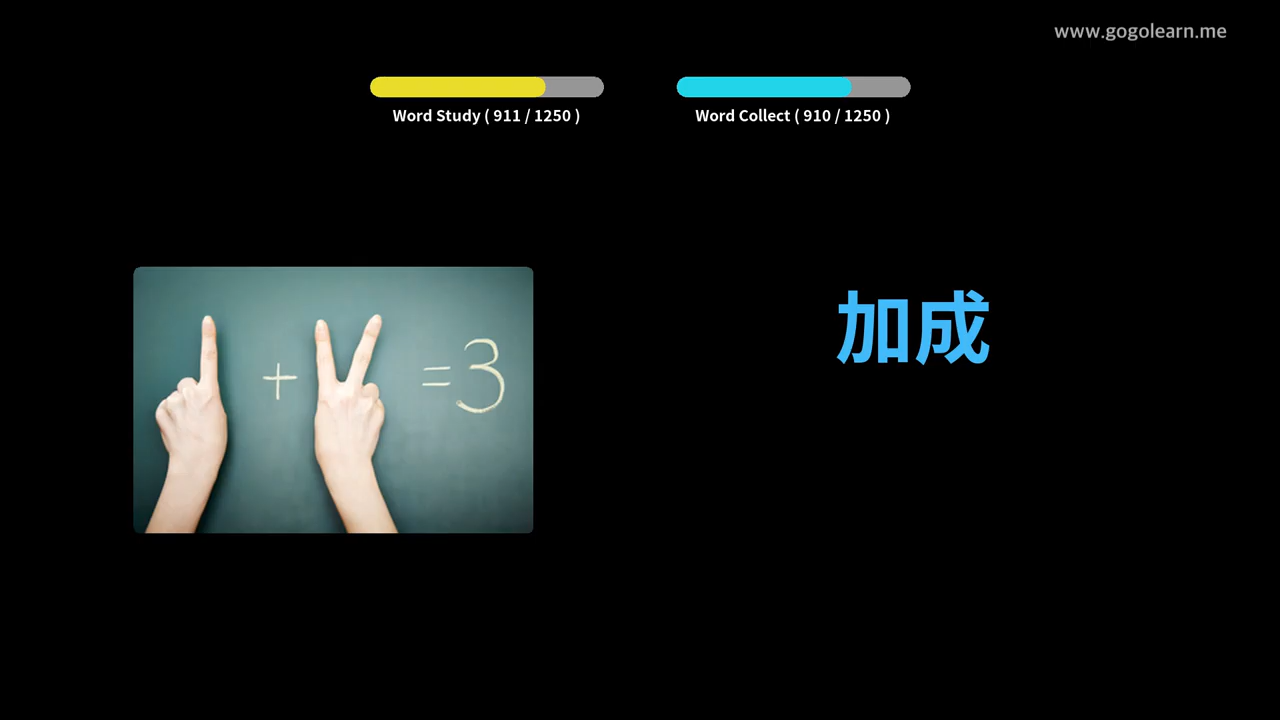 www.gogolearn.me
Word Study ( 911 / 1250 )
Word Collect ( 910 / 1250 )
加成
+ =3